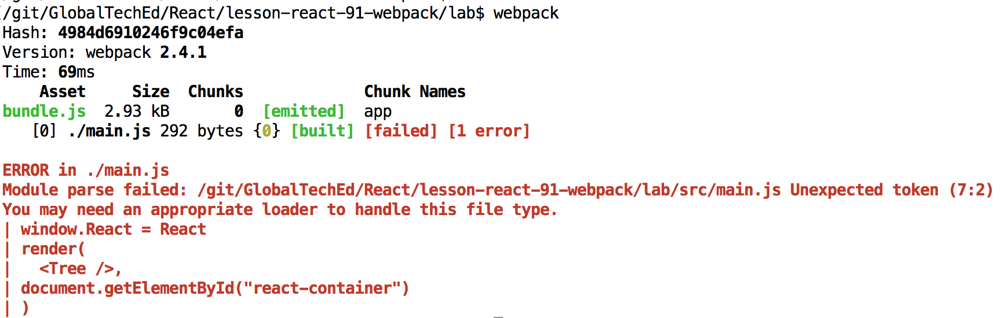 /git/GlobalTechEd/React/lesson-react-91-webpack/lab$ webpack
Hash: 4984d6910246f9c04efa
Version: webpack 2.4.1
Time: 69ms
    Asset     Size  Chunks             Chunk Names
bundle.js  2.93 kB       0  [emitted]  app
   [0] ./main.js 292 bytes {0} [built] [failed] [1 error]

ERROR in ./main.js
Module parse failed: /git/GlobalTechEd/React/lesson-react-91-webpack/lab/src/main.js Unexpected token (7:2)
You may need an appropriate loader to handle this file type.
| window.React = React
| render(
|   <Tree />,
| document.getElementById("react-container")
| )